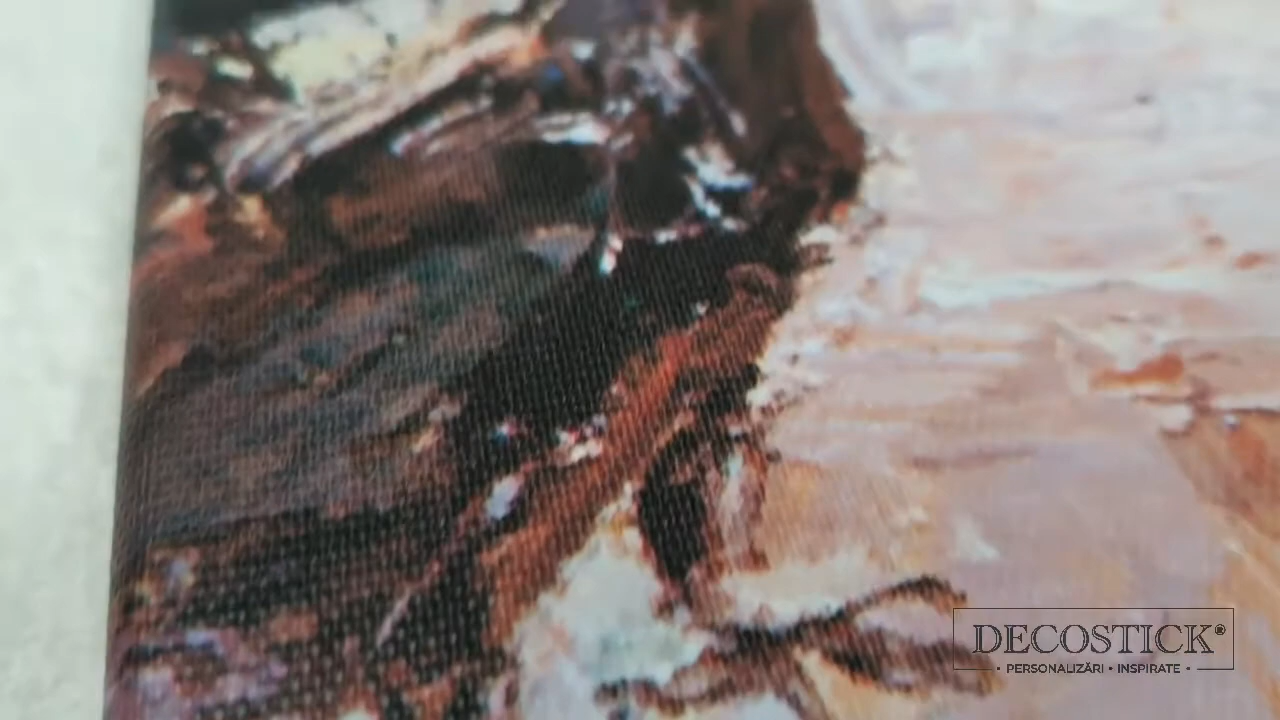 DECOSTICK®
• PERSONALIZĂRI • INSPIRATE •